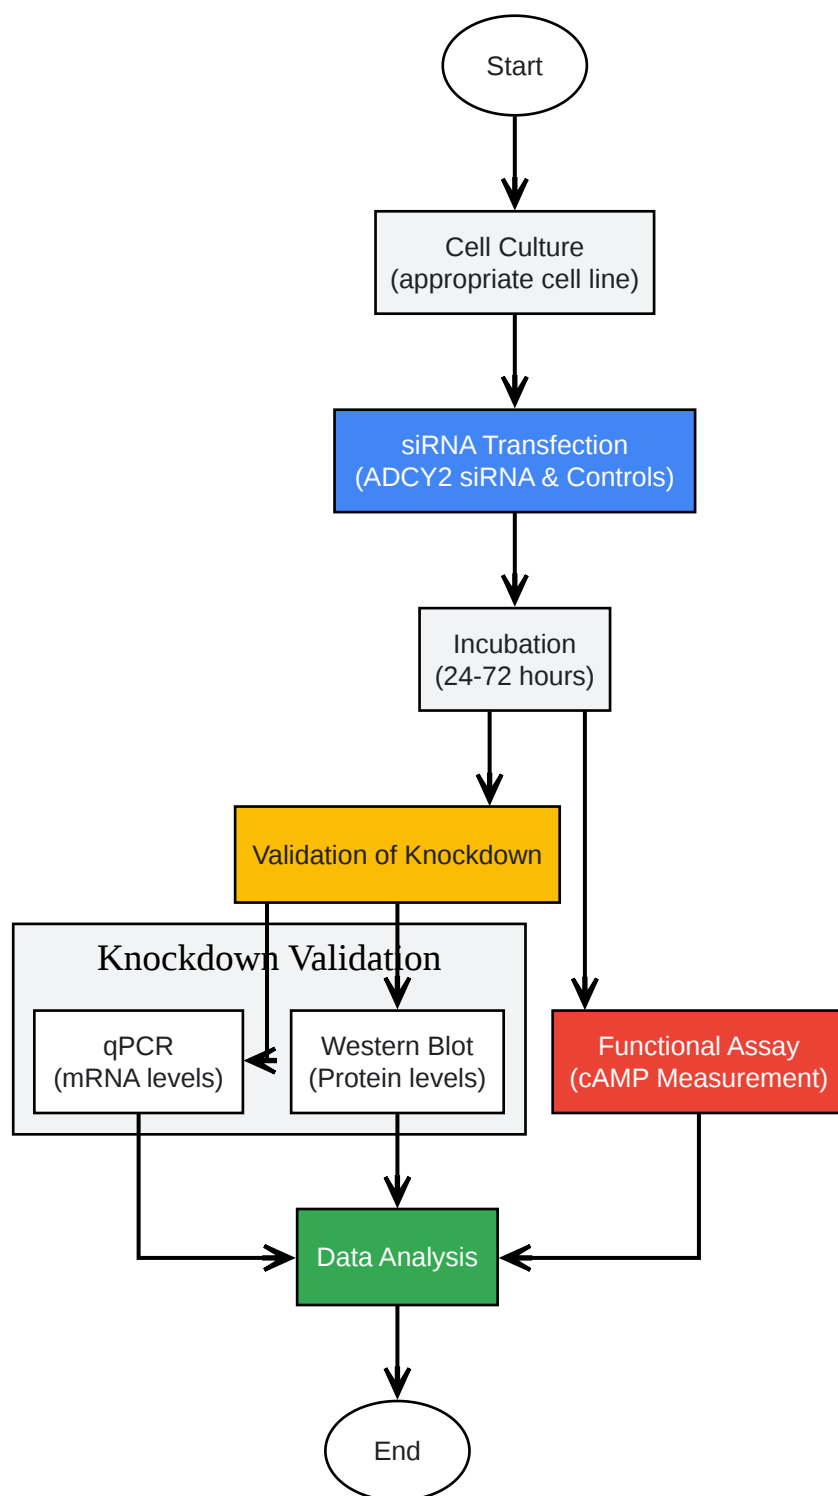 Start
Cell Culture
(appropriate cell line)
siRNA Transfection
(ADCY2 siRNA & Controls)
Incubation
(24-72 hours)
Validation of Knockdown
Knockdown Validation
qPCR
(mRNA levels)
Western Blot
(Protein levels)
Functional Assay
(cAMP Measurement)
Data Analysis
End